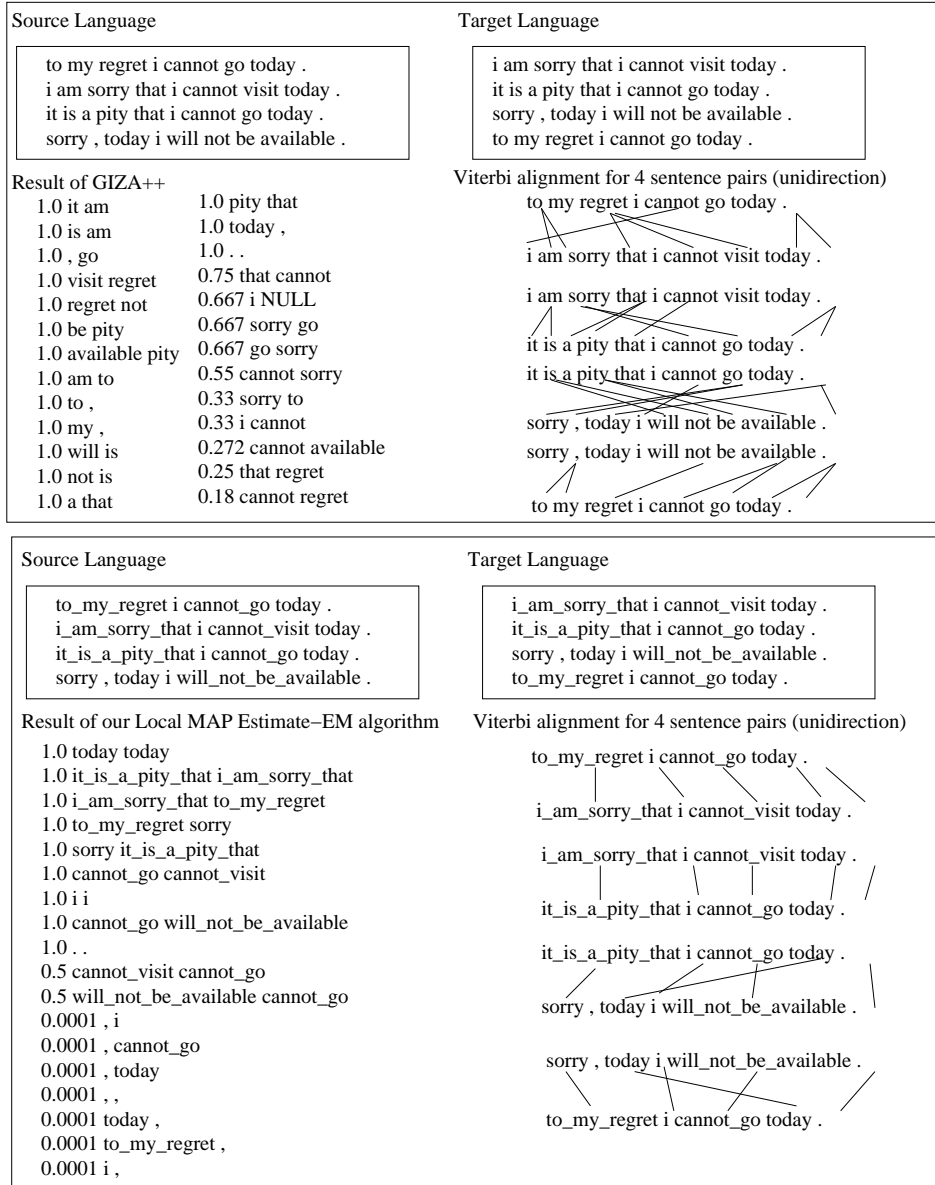 Source Language
to my regret i cannot go today .
i am sorry that i cannot visit today .
it is a pity that i cannot go today .
sorry , today i will not be available .
Target Language
i am sorry that i cannot visit today .
it is a pity that i cannot go today .
sorry , today i will not be available .
to my regret i cannot go today .
Result of GIZA++
1.0 it am
1.0 is am
1.0 , go
1.0 visit regret
1.0 regret not
1.0 be pity
1.0 available pity
1.0 am to
1.0 to ,
1.0 my ,
1.0 will is
1.0 not is
1.0 a that
1.0 pity that
1.0 today ,
1.0 . .
0.75 that cannot
0.667 i NULL
0.667 sorry go
0.667 go sorry
0.55 cannot sorry
0.33 sorry to
0.33 i cannot
0.272 cannot available
0.25 that regret
0.18 cannot regret
Viterbi alignment for 4 sentence pairs (unidirection)
to my regret i cannot go today .
i am sorry that i cannot visit today .
i am sorry that i cannot visit today .
it is a pity that i cannot go today .
it is a pity that i cannot go today .
sorry , today i will not be available .
sorry , today i will not be available .
to my regret i cannot go today .
Source Language
to_my_regret i cannot_go today .
i_am_sorry_that i cannot_visit today .
it_is_a_pity_that i cannot_go today .
sorry , today i will_not_be_available .
Target Language
i_am_sorry_that i cannot_visit today .
it_is_a_pity_that i cannot_go today .
sorry , today i will_not_be_available .
to_my_regret i cannot_go today .
Result of our Local MAP Estimate−EM algorithm
1.0 today today
1.0 it_is_a_pity_that i_am_sorry_that
1.0 i_am_sorry_that to_my_regret
1.0 to_my_regret sorry
1.0 sorry it_is_a_pity_that
1.0 cannot_go cannot_visit
1.0 i i
1.0 cannot_go will_not_be_available
1.0 . .
0.5 cannot_visit cannot_go
0.5 will_not_be_available cannot_go
0.0001 , i
0.0001 , cannot_go
0.0001 , today
0.0001 , ,
0.0001 today ,
0.0001 to_my_regret ,
0.0001 i ,
Viterbi alignment for 4 sentence pairs (unidirection)
to_my_regret i cannot_go today .
i_am_sorry_that i cannot_visit today .
i_am_sorry_that i cannot_visit today .
it_is_a_pity_that i cannot_go today .
it_is_a_pity_that i cannot_go today .
sorry , today i will_not_be_available .
sorry , today i will_not_be_available .
to_my_regret i cannot_go today .